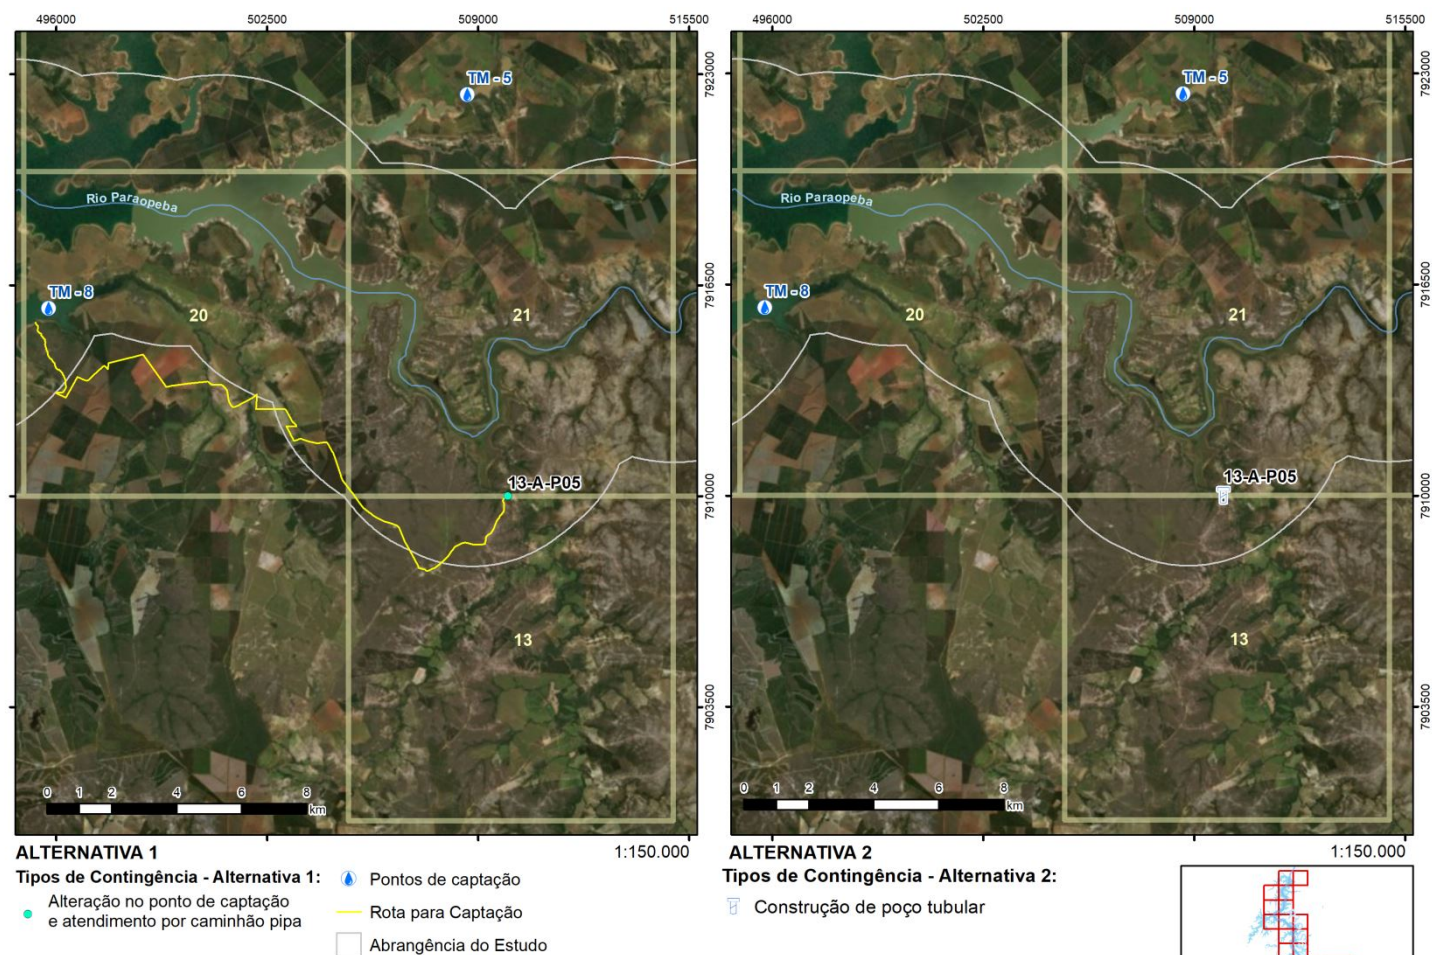 496000 502500 509000 515500
7923000
7916500
7910000
7903500
TM - 5
Rio Paraopeba
TM - 8
20
21
13-A-P05
13
0 1 2 4 6 8
km
ALTERNATIVA 1
1:150.000
Tipos de Contingência - Alternativa 1:
Alteração no ponto de captação
e atendimento por caminhão pipa
Pontos de captação
Rota para Captação
Abrangência do Estudo
496000 502500 509000 515500
7923000
7916500
7910000
7903500
TM - 5
Rio Paraopeba
TM - 8
20
21
13-A-P05
13
0 1 2 4 6 8
km
ALTERNATIVA 2
1:150.000
Tipos de Contingência - Alternativa 2:
Construção de poço tubular